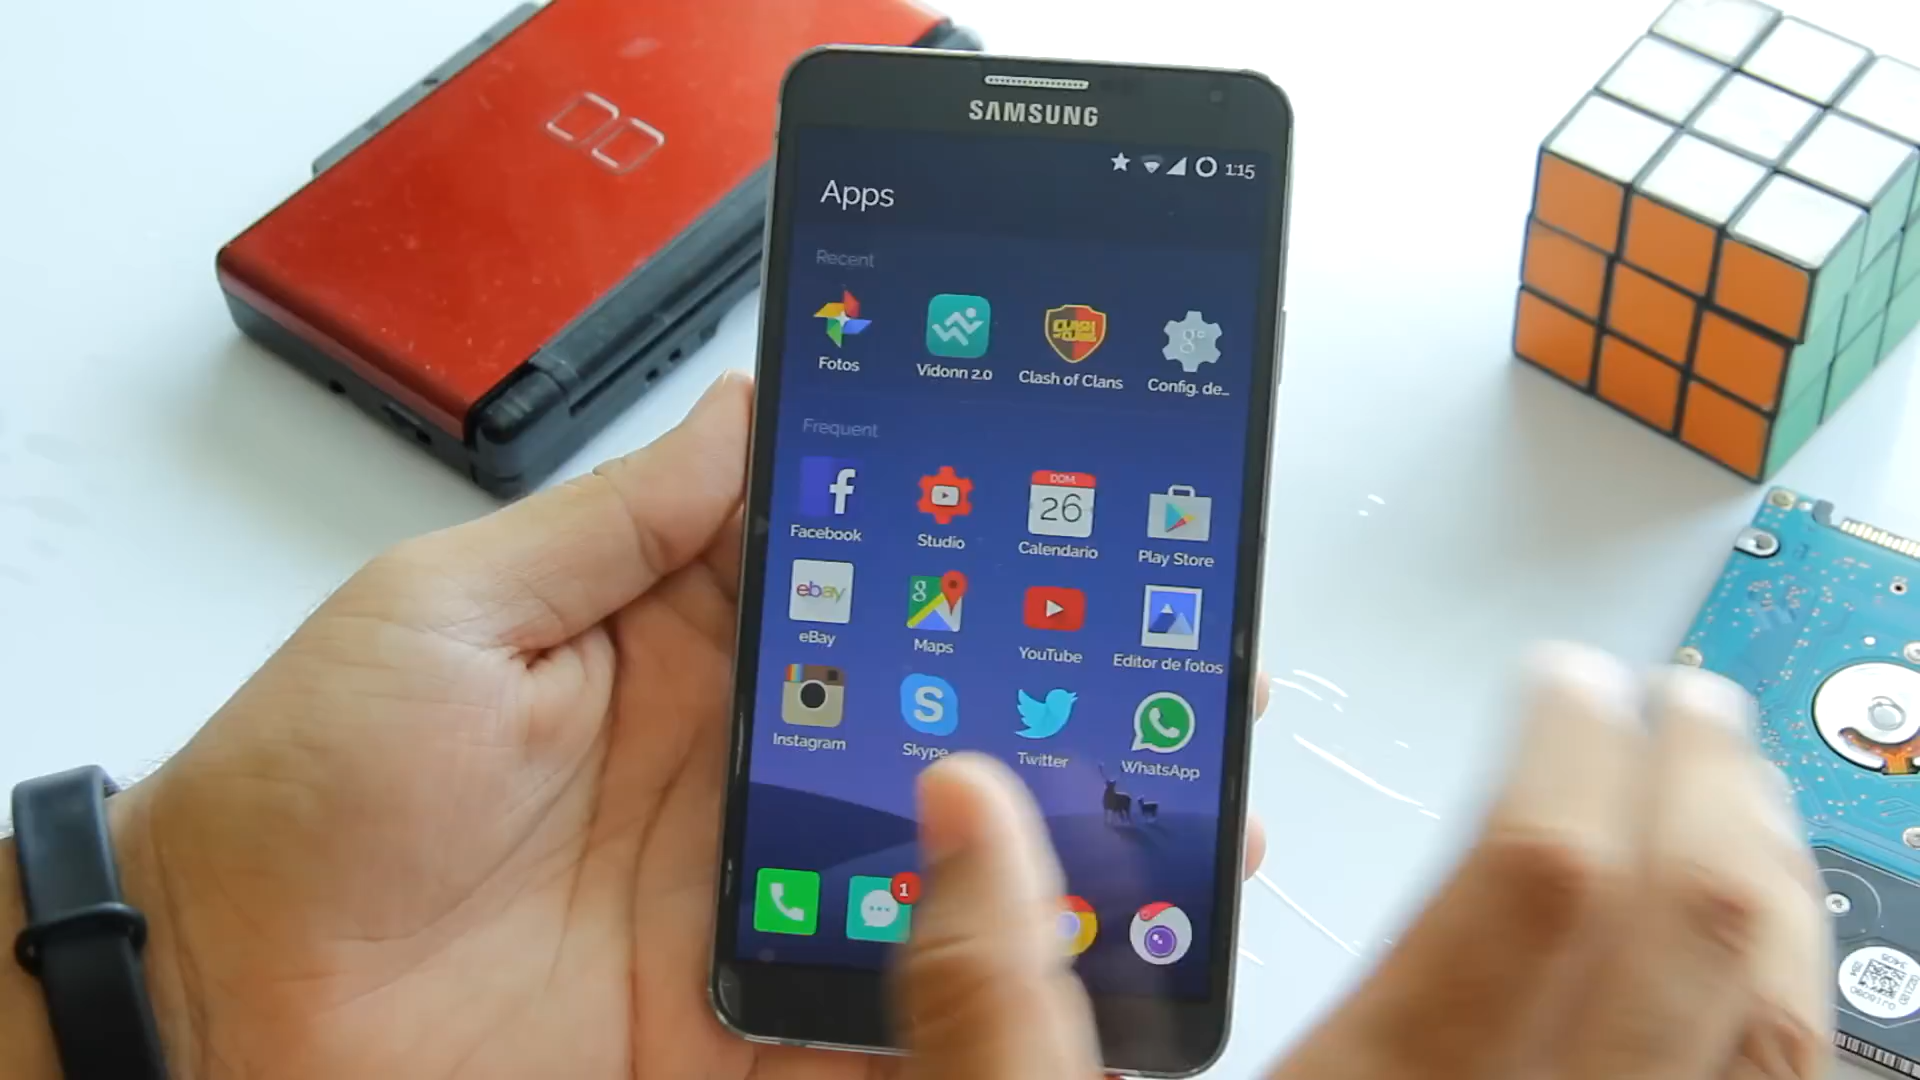 SAMSUNG
1:15
Apps
Recent
Fotos
Vidonn 2.0
CLASH
Clash of Clans
g+
Config. de...
Frequent
f
Facebook
Studio
DOM
26
Calendario
Play Store
ebay
eBay
g
Maps
YouTube
Editor de fotos
Instagram
S
Skype
Twitter
WhatsApp
1